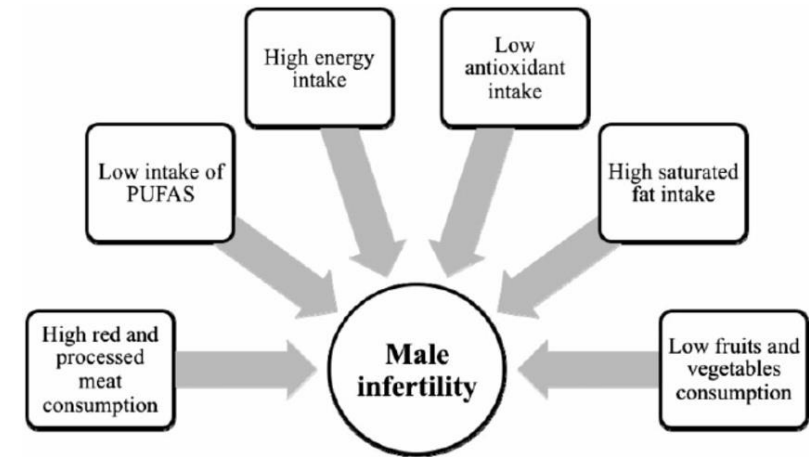 High energy
intake
Low
antioxidant
intake
Low intake of
PUFAS
High saturated
fat intake
High red and
processed
meat
consumption
Male
infertility
Low fruits and
vegetables
consumption